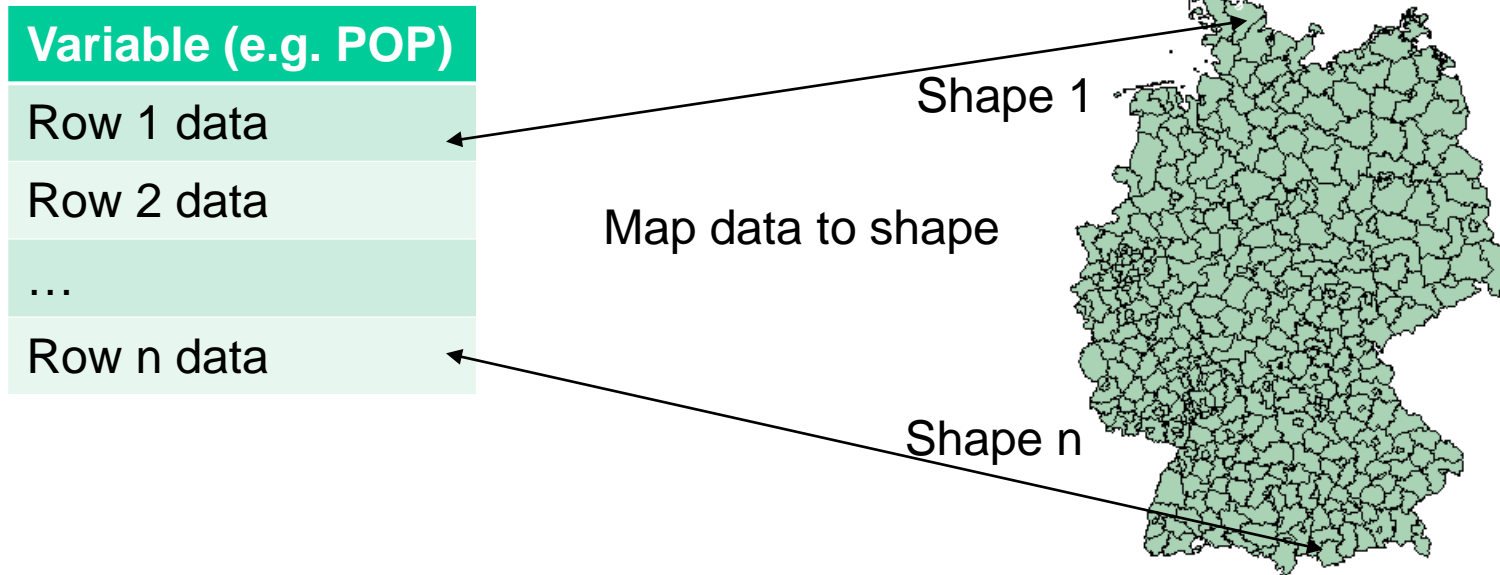 Variable (e.g. POP)
Row 1 data
Row 2 data
…
Row n data
Shape 1
Map data to shape
Shape n